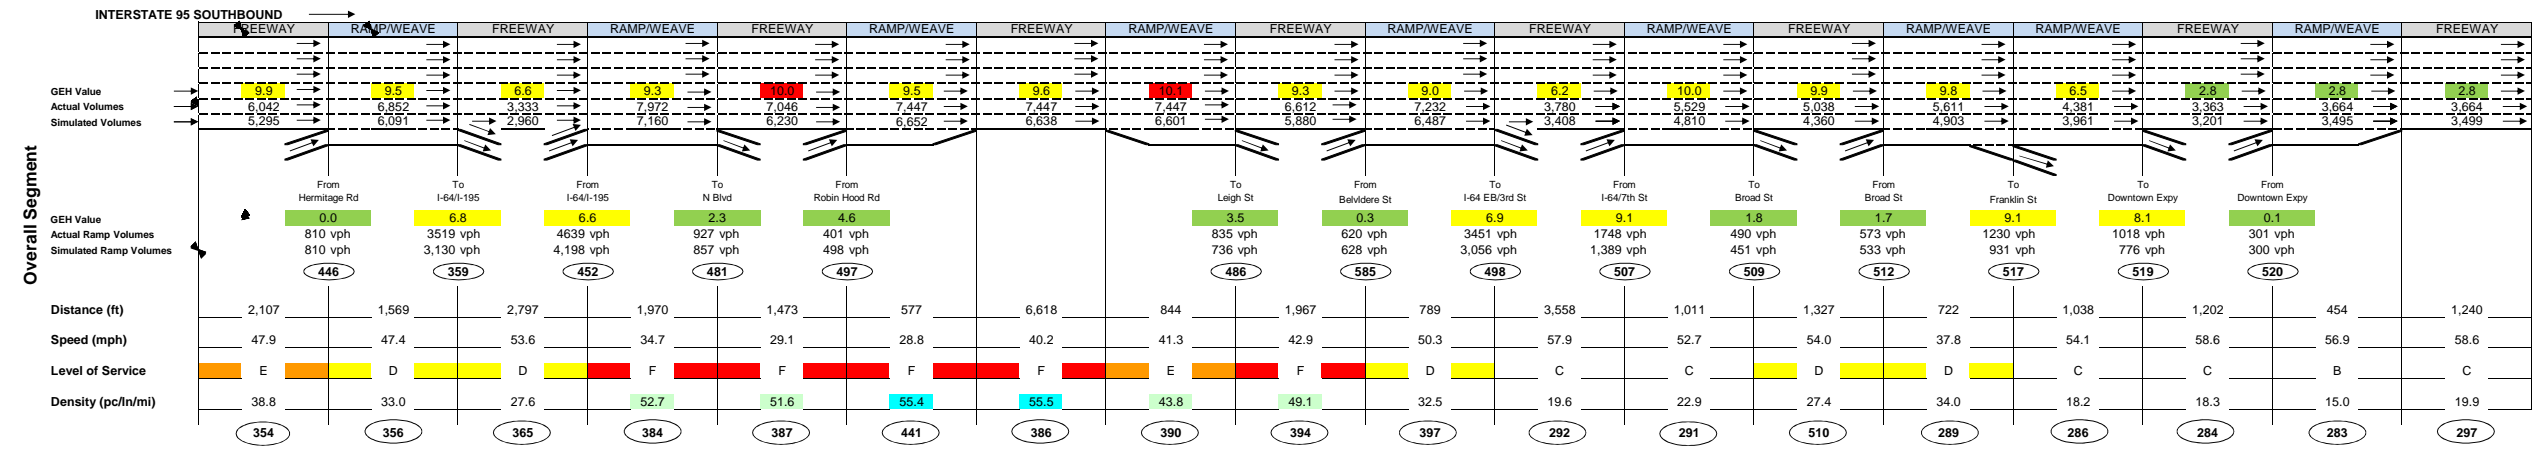 INTERSTATE 95 SOUTHBOUND
FREEWAY RAMP/WEAVE FREEWAY RAMP/WEAVE FREEWAY RAMP/WEAVE FREEWAY RAMP/WEAVE FREEWAY RAMP/WEAVE FREEWAY RAMP/WEAVE FREEWAY RAMP/WEAVE RAMP/WEAVE FREEWAY RAMP/WEAVE FREEWAY
GEH Value 9.9 9.5 6.6 9.3 10.0 9.5 9.6 10.1 9.3 9.0 6.2 10.0 9.9 9.8 6.5 2.8 2.8 2.8
Actual Volumes 6,042 6,852 3,333 7,972 7,046 7,447 7,447 7,447 6,612 7,232 3,780 5,529 5,038 5,611 4,381 3,363 3,664 3,664
Simulated Volumes 5,295 6,091 2,960 7,160 6,230 6,652 6,638 6,601 5,880 6,487 3,408 4,810 4,360 4,903 3,961 3,201 3,495 3,499
Overall Segment
From To From To From To From To From To From To To From
Hermitage Rd I-64/I-195 I-64/I-195 N Blvd Robin Hood Rd Leigh St Belvldere St I-64 EB/3rd St I-64/7th St Broad St Broad St Franklin St Downtown Expy Downtown Expy
GEH Value 0.0 6.8 6.6 2.3 4.6 3.5 0.3 6.9 9.1 1.8 1.7 9.1 8.1 0.1
Actual Ramp Volumes 810 vph 3519 vph 4639 vph 927 vph 401 vph 835 vph 620 vph 3451 vph 1748 vph 490 vph 573 vph 1230 vph 1018 vph 301 vph
Simulated Ramp Volumes 810 vph 3,130 vph 4,198 vph 857 vph 498 vph 736 vph 628 vph 3,056 vph 1,389 vph 451 vph 533 vph 931 vph 776 vph 300 vph
446 359 452 481 497 486 585 498 507 509 512 517 519 520
Distance (ft) 2,107 1,569 2,797 1,970 1,473 577 6,618 844 1,967 789 3,558 1,011 1,327 722 1,038 1,202 454 1,240
Speed (mph) 47.9 47.4 53.6 34.7 29.1 28.8 40.2 41.3 42.9 50.3 57.9 52.7 54.0 37.8 54.1 58.6 56.9 58.6
Level of Service E D D F F F F E F D C C D D C C B C
Density (pc/ln/mi) 38.8 33.0 27.6 52.7 51.6 55.4 55.5 43.8 49.1 32.5 19.6 22.9 27.4 34.0 18.2 18.3 15.0 19.9
354 356 365 384 387 441 386 390 394 397 292 291 510 289 286 284 283 297